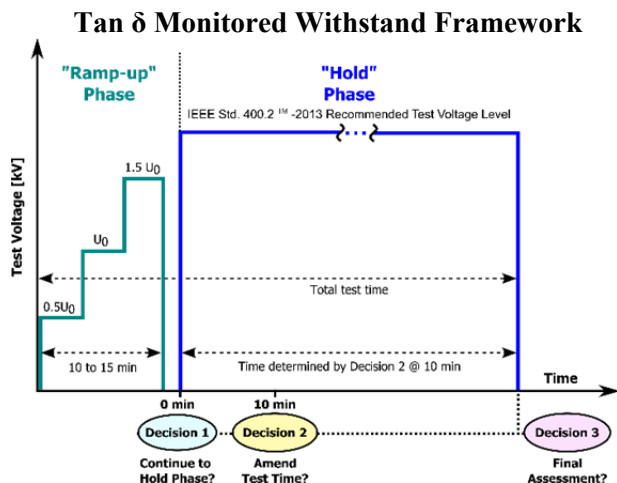 Tan δ Monitored Withstand Framework
"Ramp-up"
Phase
"Hold"
Phase
IEEE Std. 400.2 ™ -2013 Recommended Test Voltage Level
Test Voltage [kV]
1.5 U0
U0
0.5U0
Total test time
10 to 15 min
Time determined by Decision 2 @ 10 min
Time
0 min
10 min
Decision 1
Decision 2
Decision 3
Continue to
Hold Phase?
Amend
Test Time?
Final
Assessment?